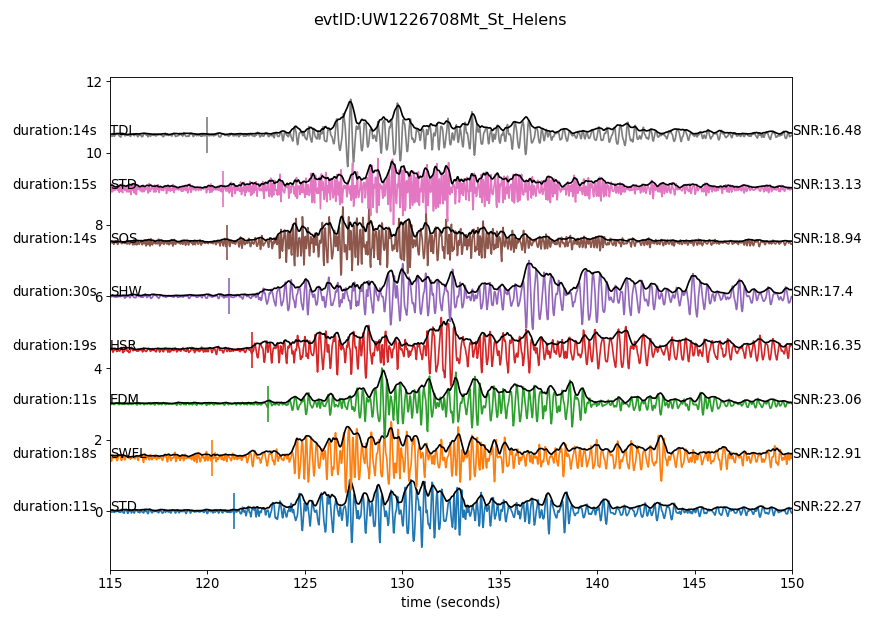 evtID:UW1226708Mt_St_Helens
12
duration:14s TDL SNR:16.48
10
duration:15s STD SNR:13.13
8
duration:14s SOS SNR:18.94
duration:30s SHW SNR:17.4
6
duration:19s HSR SNR:16.35
4
duration:11s EDM SNR:23.06
2
duration:18s SWFL SNR:12.91
duration:11s STD SNR:22.27
0
115 120 125 130 135 140 145 150
time (seconds)